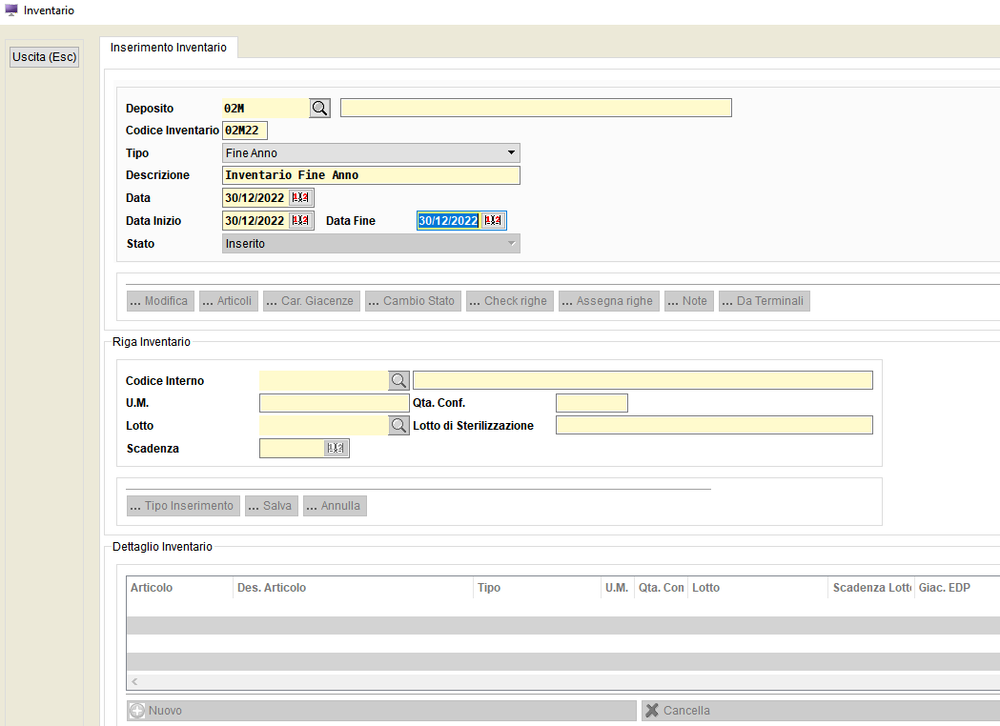 Inventario
Uscita (Esc)
Inserimento Inventario
Deposito 02M
Codice Inventario 02M22
Tipo Fine Anno
Descrizione Inventario Fine Anno
Data 30/12/2022
Data Inizio 30/12/2022 Data Fine 30/12/2022
Stato Inserito
... Modifica ... Articoli ... Car. Giacenze ... Cambio Stato ... Check righe ... Assegna righe ... Note ... Da Terminali
Riga Inventario
Codice Interno
U.M. Qta. Conf.
Lotto Lotto di Sterilizzazione
Scadenza
... Tipo Inserimento ... Salva ... Annulla
Dettaglio Inventario
Articolo Des. Articolo Tipo U.M. Qta. Con Lotto Scadenza Lott Giac. EDP
Nuovo Cancella